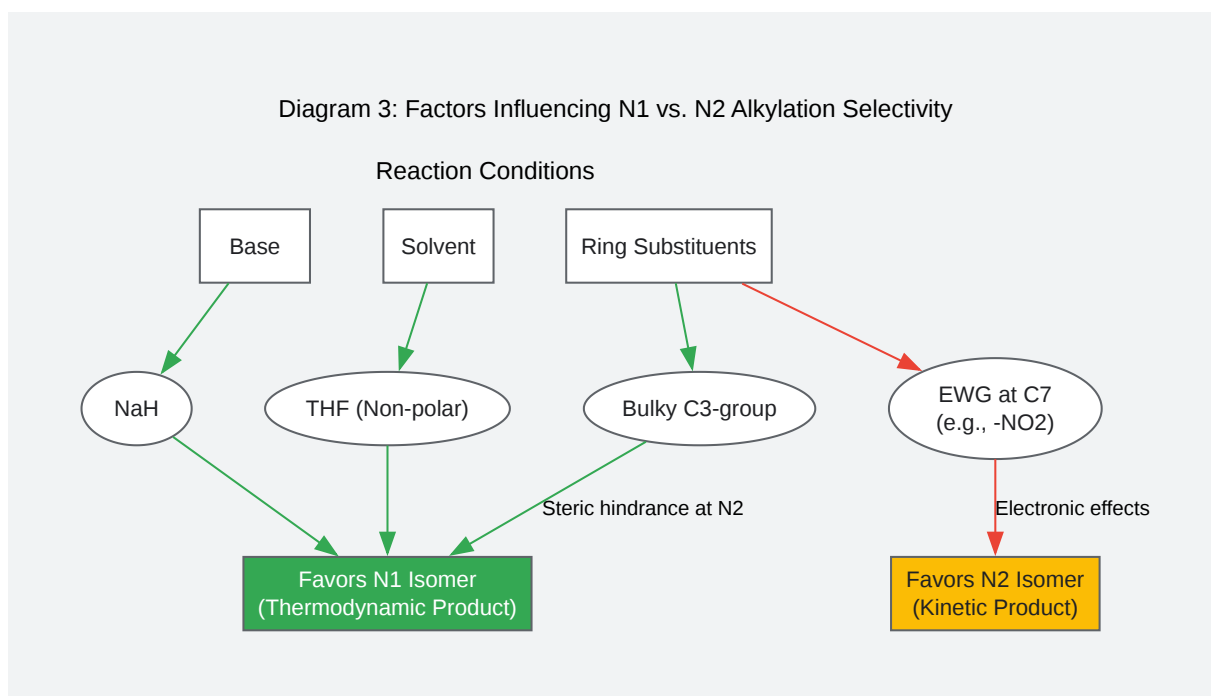 Diagram 3: Factors Influencing N1 vs. N2 Alkylation Selectivity
Reaction Conditions
Base
Solvent
Ring Substituents
NaH
THF (Non-polar)
Bulky C3-group
EWG at C7
(e.g., -NO2)
Steric hindrance at N2
Electronic effects
Favors N1 Isomer
(Thermodynamic Product)
Favors N2 Isomer
(Kinetic Product)